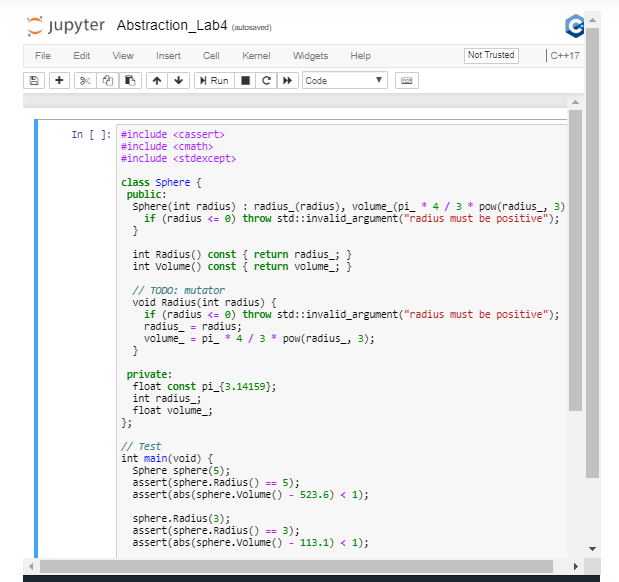 jupyter Abstraction_Lab4 (autosaved)
File Edit View Insert Cell Kernel Widgets Help Not Trusted C++17
Run Code
In [ ]: #include <cassert>
#include <cmath>
#include <stdexcept>
class Sphere {
public:
Sphere(int radius) : radius_(radius), volume_(pi_ * 4 / 3 * pow(radius_, 3)
if (radius <= 0) throw std::invalid_argument("radius must be positive");
}
int Radius() const { return radius_; }
int Volume() const { return volume_; }
// TODO: mutator
void Radius(int radius) {
if (radius <= 0) throw std::invalid_argument("radius must be positive");
radius_ = radius;
volume_ = pi_ * 4 / 3 * pow(radius_, 3);
}
private:
float const pi_{3.14159};
int radius_;
float volume_;
};
// Test
int main(void) {
Sphere sphere(5);
assert(sphere.Radius() == 5);
assert(abs(sphere.Volume() - 523.6) < 1);
sphere.Radius(3);
assert(sphere.Radius() == 3);
assert(abs(sphere.Volume() - 113.1) < 1);